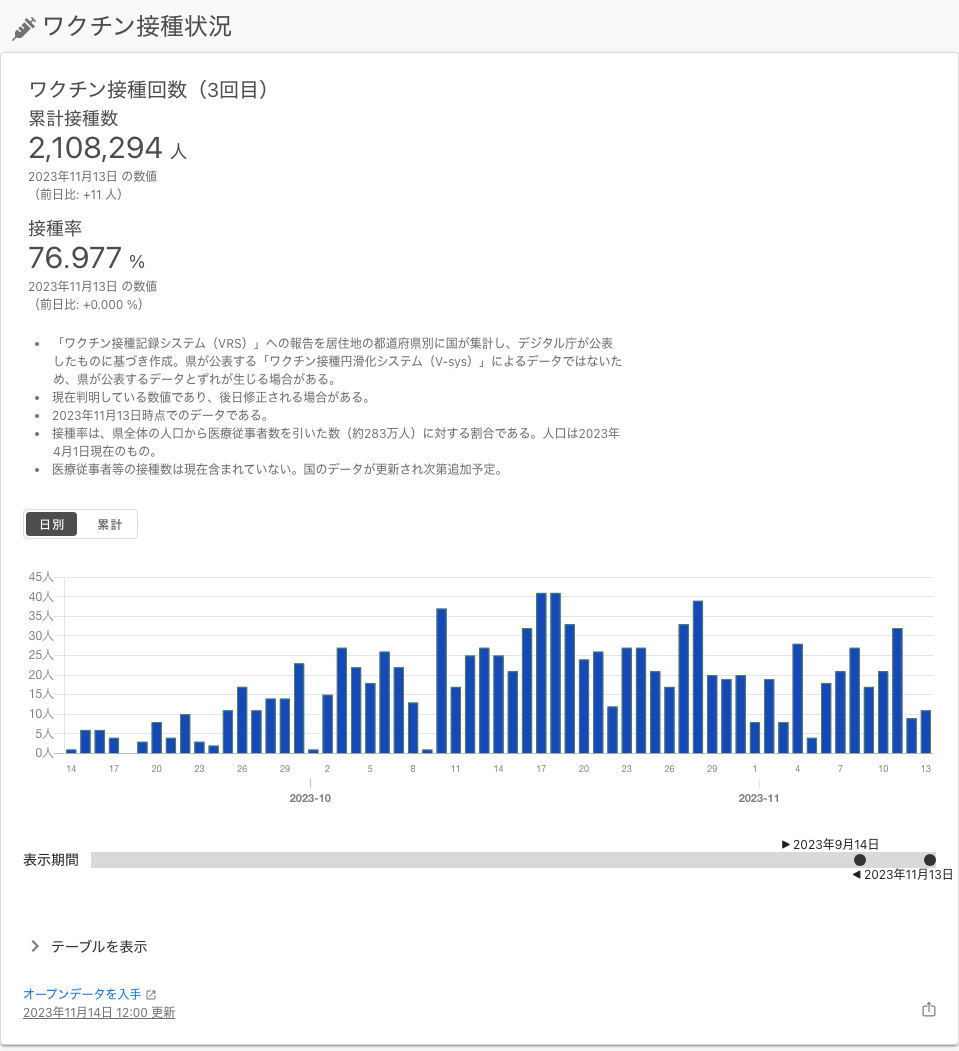 ワクチン接種状況
ワクチン接種回数（3回目）
累計接種数
2,108,294 人
2023年11月13日 の数値
（前日比: +11 人）
接種率
76.977 %
2023年11月13日 の数値
（前日比: +0.000 %）
• 「ワクチン接種記録システム（VRS）」への報告を居住地の都道府県別に国が集計し、デジタル庁が公表
したものに基づき作成。県が公表する「ワクチン接種円滑化システム（V-sys）」によるデータではないた
め、県が公表するデータとずれが生じる場合がある。
• 現在判明している数値であり、後日修正される場合がある。
• 2023年11月13日時点でのデータである。
• 接種率は、県全体の人口から医療従事者数を引いた数（約283万人）に対する割合である。人口は2023年
4月1日現在のもの。
• 医療従事者等の接種数は現在含まれていない。国のデータが更新され次第追加予定。
日別 累計
45人
40人
35人
30人
25人
20人
15人
10人
5人
0人
14 17 20 23 26 29 2 5 8 11 14 17 20 23 26 29 1 4 7 10 13
2023-10 2023-11
▶ 2023年9月14日
表示期間
◀ 2023年11月13日
テーブルを表示
オープンデータを入手
2023年11月14日 12:00 更新